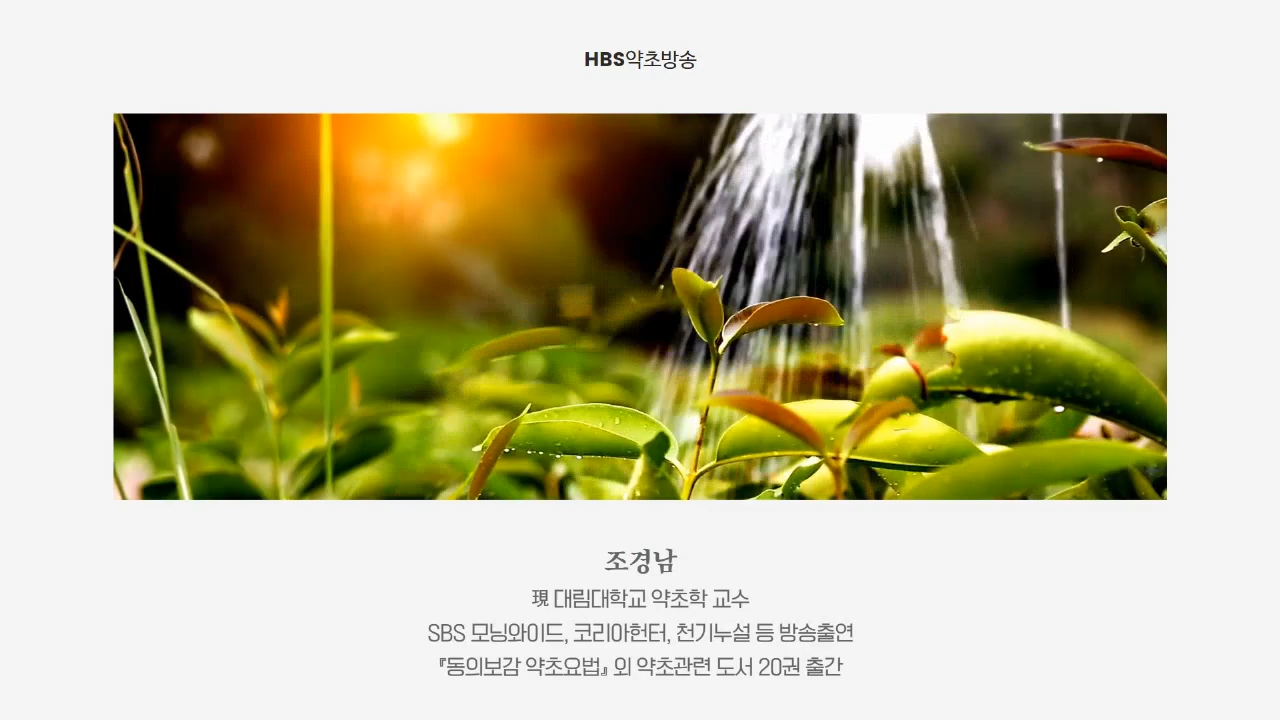 HBS약초방송
조경남
現 대림대학교 약초학 교수
SBS 모닝와이드, 코리아헌터, 천기누설 등 방송출연
『동의보감 약초요법』 외 약초관련 도서 20권 출간